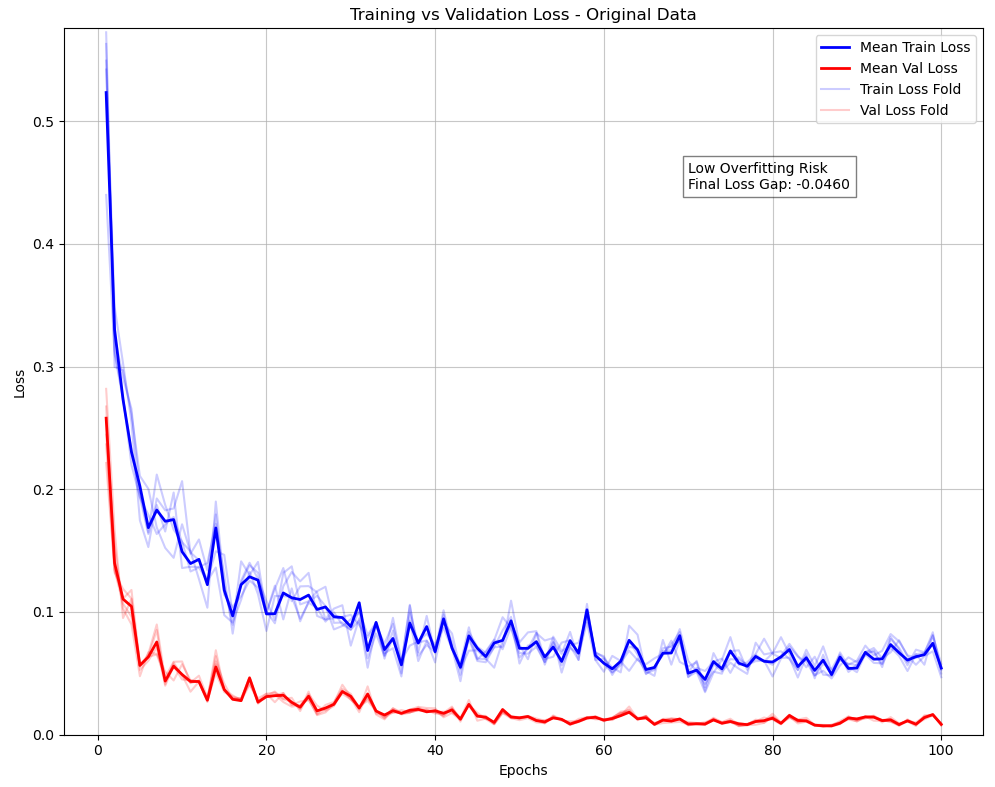 Training vs Validation Loss - Original Data
Mean Train Loss
Mean Val Loss
Train Loss Fold
Val Loss Fold
Low Overfitting Risk
Final Loss Gap: -0.0460
Loss
0.5
0.4
0.3
0.2
0.1
0.0
0
20
40
60
80
100
Epochs